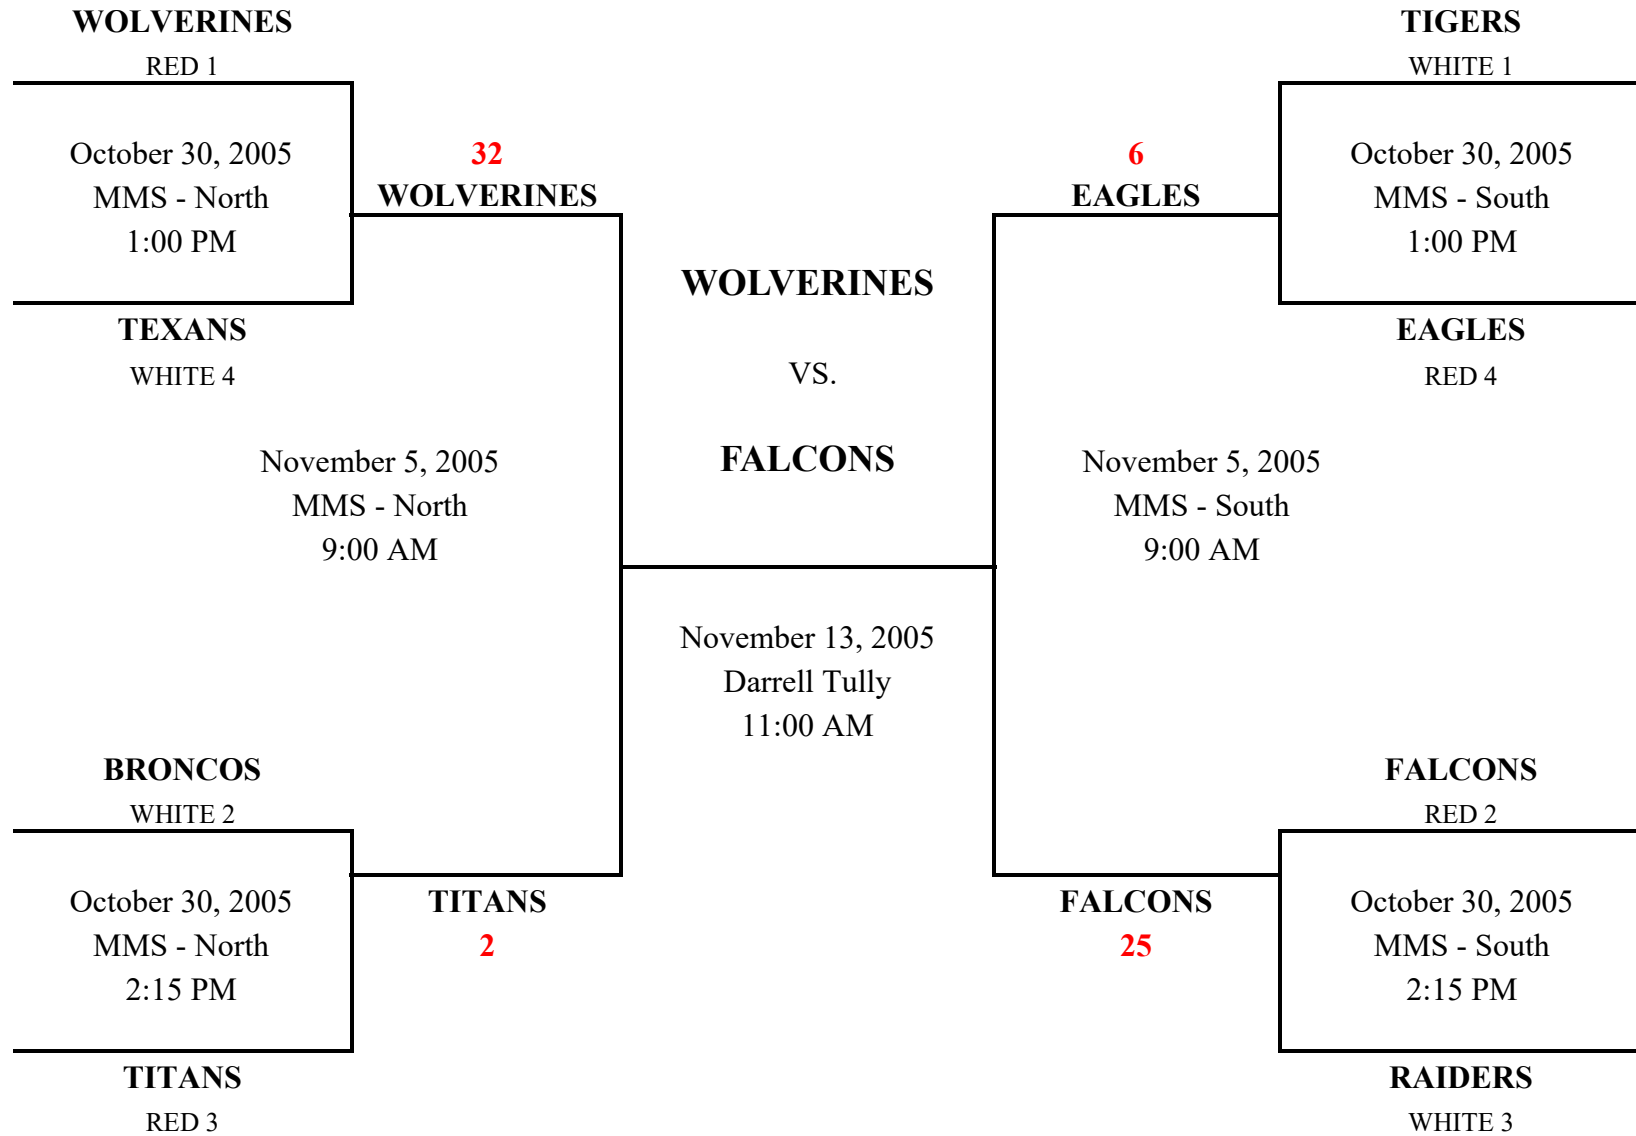 WOLVERINES
RED 1
October 30, 2005
MMS - North
1:00 PM
TEXANS
WHITE 4
32
WOLVERINES
November 5, 2005
MMS - North
9:00 AM
BRONCOS
WHITE 2
October 30, 2005
MMS - North
2:15 PM
TITANS
RED 3
TITANS
2
WOLVERINES
VS.
FALCONS
November 13, 2005
Darrell Tully
11:00 AM
6
EAGLES
November 5, 2005
MMS - South
9:00 AM
FALCONS
25
TIGERS
WHITE 1
October 30, 2005
MMS - South
1:00 PM
EAGLES
RED 4
FALCONS
RED 2
October 30, 2005
MMS - South
2:15 PM
RAIDERS
WHITE 3